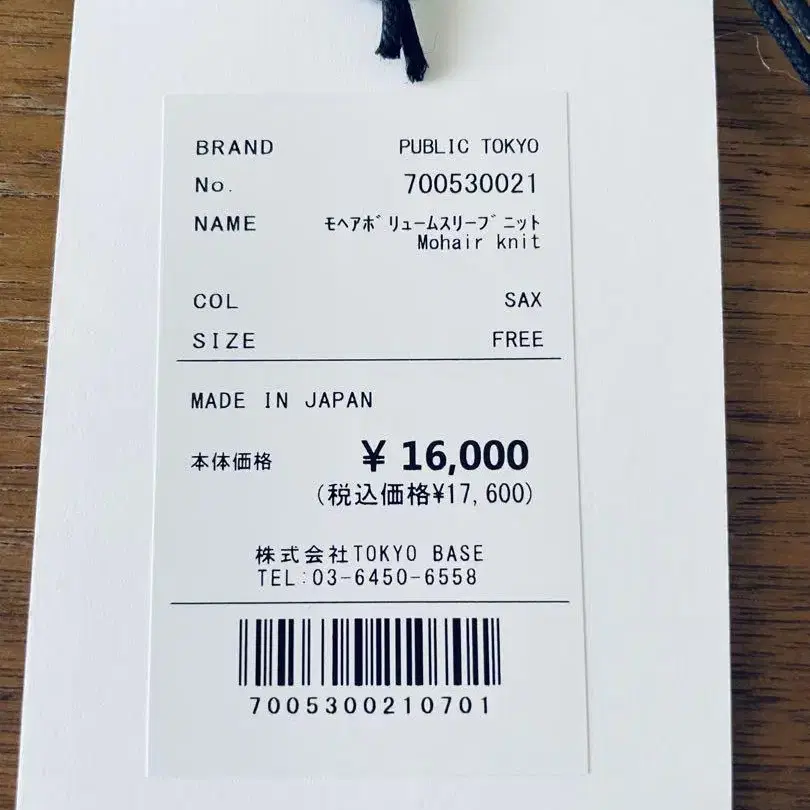 BRAND PUBLIC TOKYO
No. 700530021
NAME モヘアボリュームスリーブニット
Mohair knit
COL SAX
SIZE FREE
MADE IN JAPAN
本体価格 ¥ 16,000
(税込価格¥17,600)
株式会社TOKYO BASE
TEL:03-6450-6558
7005300210701